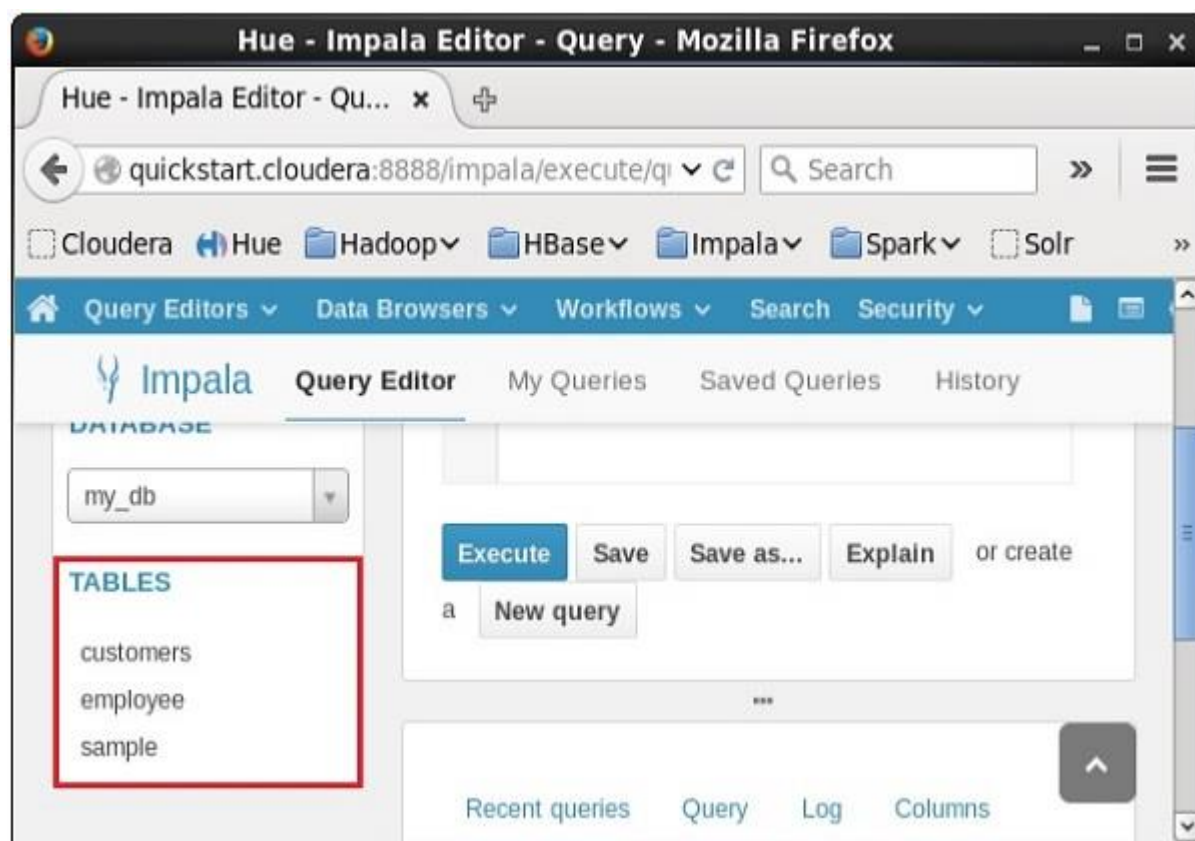 Hue - Impala Editor - Query - Mozilla Firefox
Hue - Impala Editor - Qu...
quickstart.cloudera:8888/impala/execute/q
Search
Cloudera Hue Hadoop HBase Impala Spark Solr
Query Editors Data Browsers Workflows Search Security
Impala Query Editor My Queries Saved Queries History
DATABASE
my_db
Execute Save Save as... Explain or create
a New query
TABLES
customers
employee
sample
Recent queries Query Log Columns